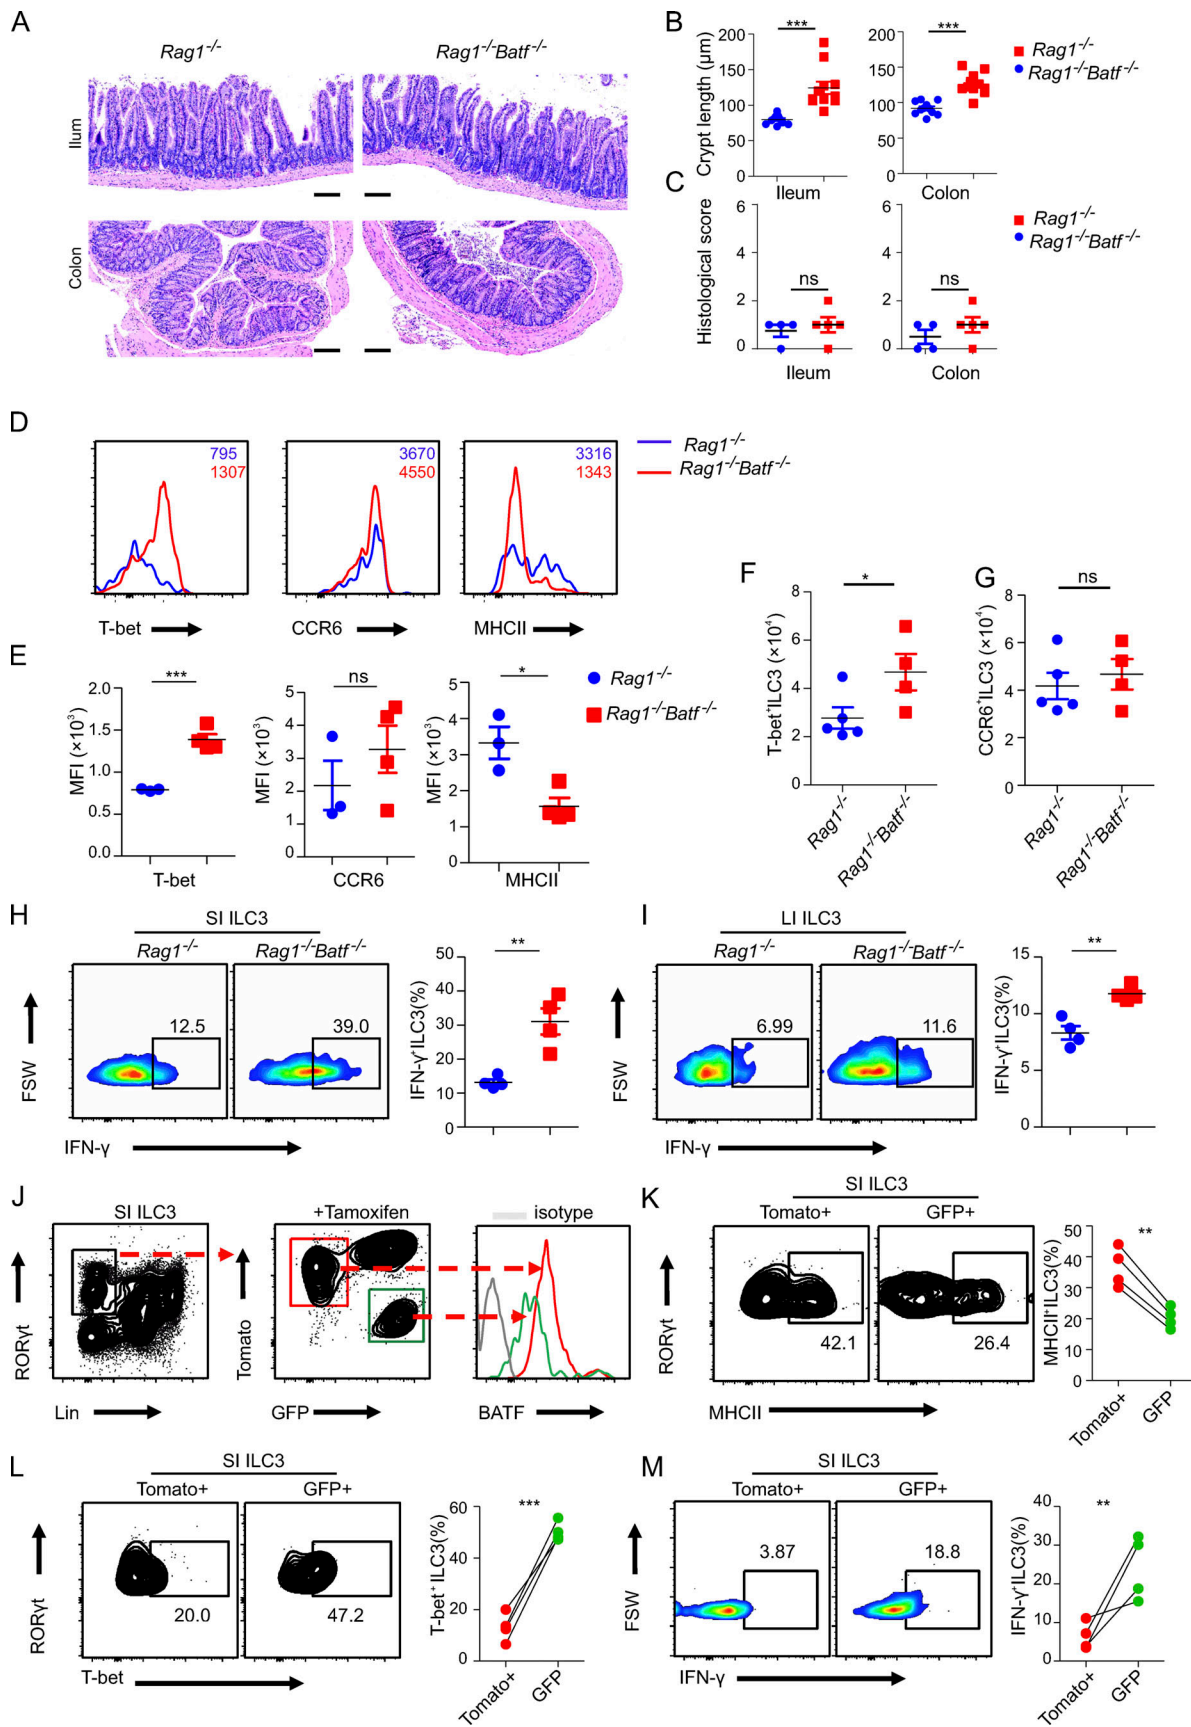 A
Rag1-/-
Rag1-/-Batf-/-
Ilum
Colon
B
Crypt length (μm)
200
150
100
50
0
***
Ileum
200
150
100
50
0
***
Colon
Rag1-/-
Rag1-/-Batf-/-
C
Histological score
6
4
2
0
ns
Ileum
6
4
2
0
ns
Colon
Rag1-/-
Rag1-/-Batf-/-
D
795
1307
T-bet
3670
4550
CCR6
3316
1343
MHCII
Rag1-/-
Rag1-/-Batf-/-
E
MFI (×10³)
2.0
1.5
1.0
0.5
0.0
***
T-bet
MFI (×10³)
5
4
3
2
1
0
ns
CCR6
MFI (×10³)
5
4
3
2
1
0
*
MHCII
Rag1-/-
Rag1-/-Batf-/-
F
T-bet+ILC3 (×10⁴)
8
6
4
2
0
*
Rag1-/-
Rag1-/-Batf-/-
G
CCR6+ILC3 (×10⁴)
8
6
4
2
0
ns
Rag1-/-
Rag1-/-Batf-/-
H
SI ILC3
Rag1-/-
Rag1-/-Batf-/-
FSW
12.5
39.0
IFN-γ
IFN-γ+ILC3(%)
50
40
30
20
10
0
**
I
LI ILC3
Rag1-/-
Rag1-/-Batf-/-
FSW
6.99
11.6
IFN-γ
IFN-γ+ILC3(%)
15
10
5
0
**
J
SI ILC3
RORγt
Lin
+Tamoxifen
Tomato
GFP
isotype
BATF
K
SI ILC3
Tomato+
GFP+
RORγt
42.1
26.4
MHCII
MHCII+ILC3(%)
50
40
30
20
10
0
**
Tomato+
GFP
L
SI ILC3
Tomato+
GFP+
RORγt
20.0
47.2
T-bet
T-bet+ ILC3(%)
60
40
20
0
***
Tomato+
GFP
M
SI ILC3
Tomato+
GFP+
FSW
3.87
18.8
IFN-γ
IFN-γ+ILC3(%)
40
30
20
10
0
**
Tomato+
GFP